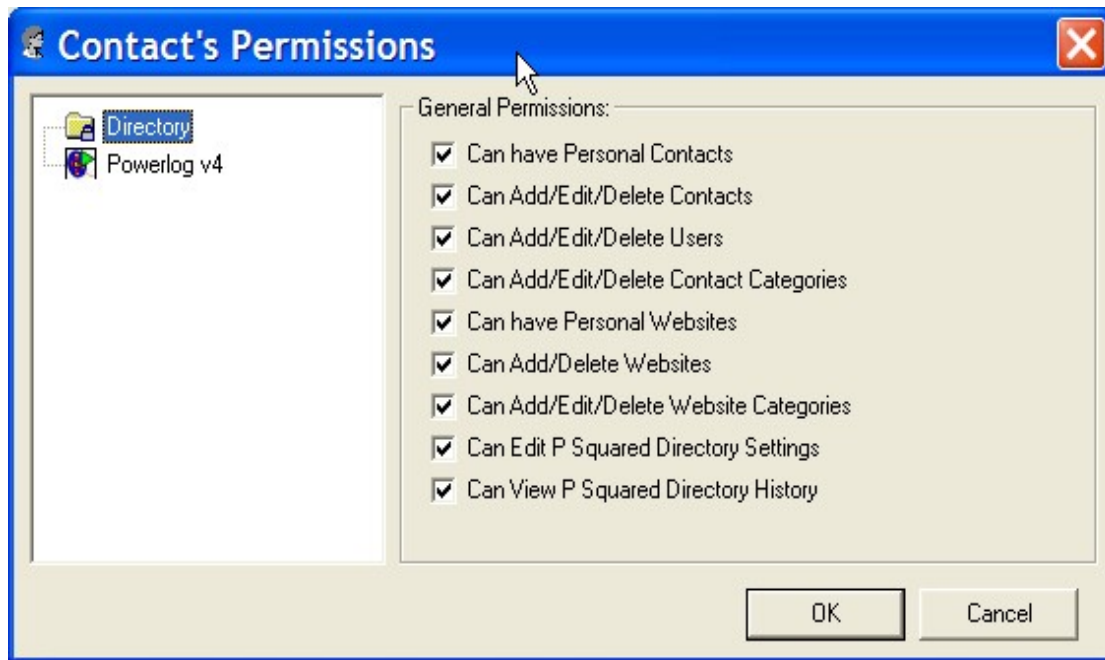 Contact's Permissions
Directory
Powerlog v4
General Permissions:
Can have Personal Contacts
Can Add/Edit/Delete Contacts
Can Add/Edit/Delete Users
Can Add/Edit/Delete Contact Categories
Can have Personal Websites
Can Add/Delete Websites
Can Add/Edit/Delete Website Categories
Can Edit P Squared Directory Settings
Can View P Squared Directory History
OK
Cancel